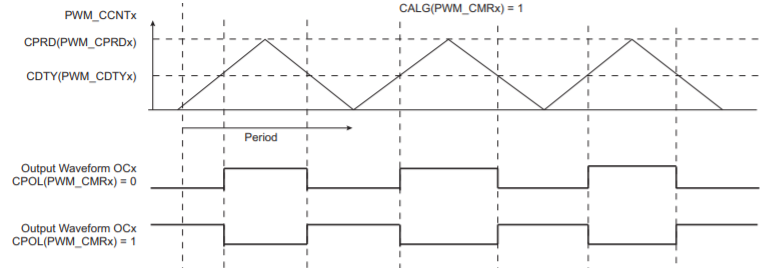 CALG(PWM_CMRx) = 1
PWM_CCNTx
CPRD(PWM_CPRDx)
CDTY(PWM_CDTYx)
Period
Output Waveform OCx
CPOL(PWM_CMRx) = 0
Output Waveform OCx
CPOL(PWM_CMRx) = 1